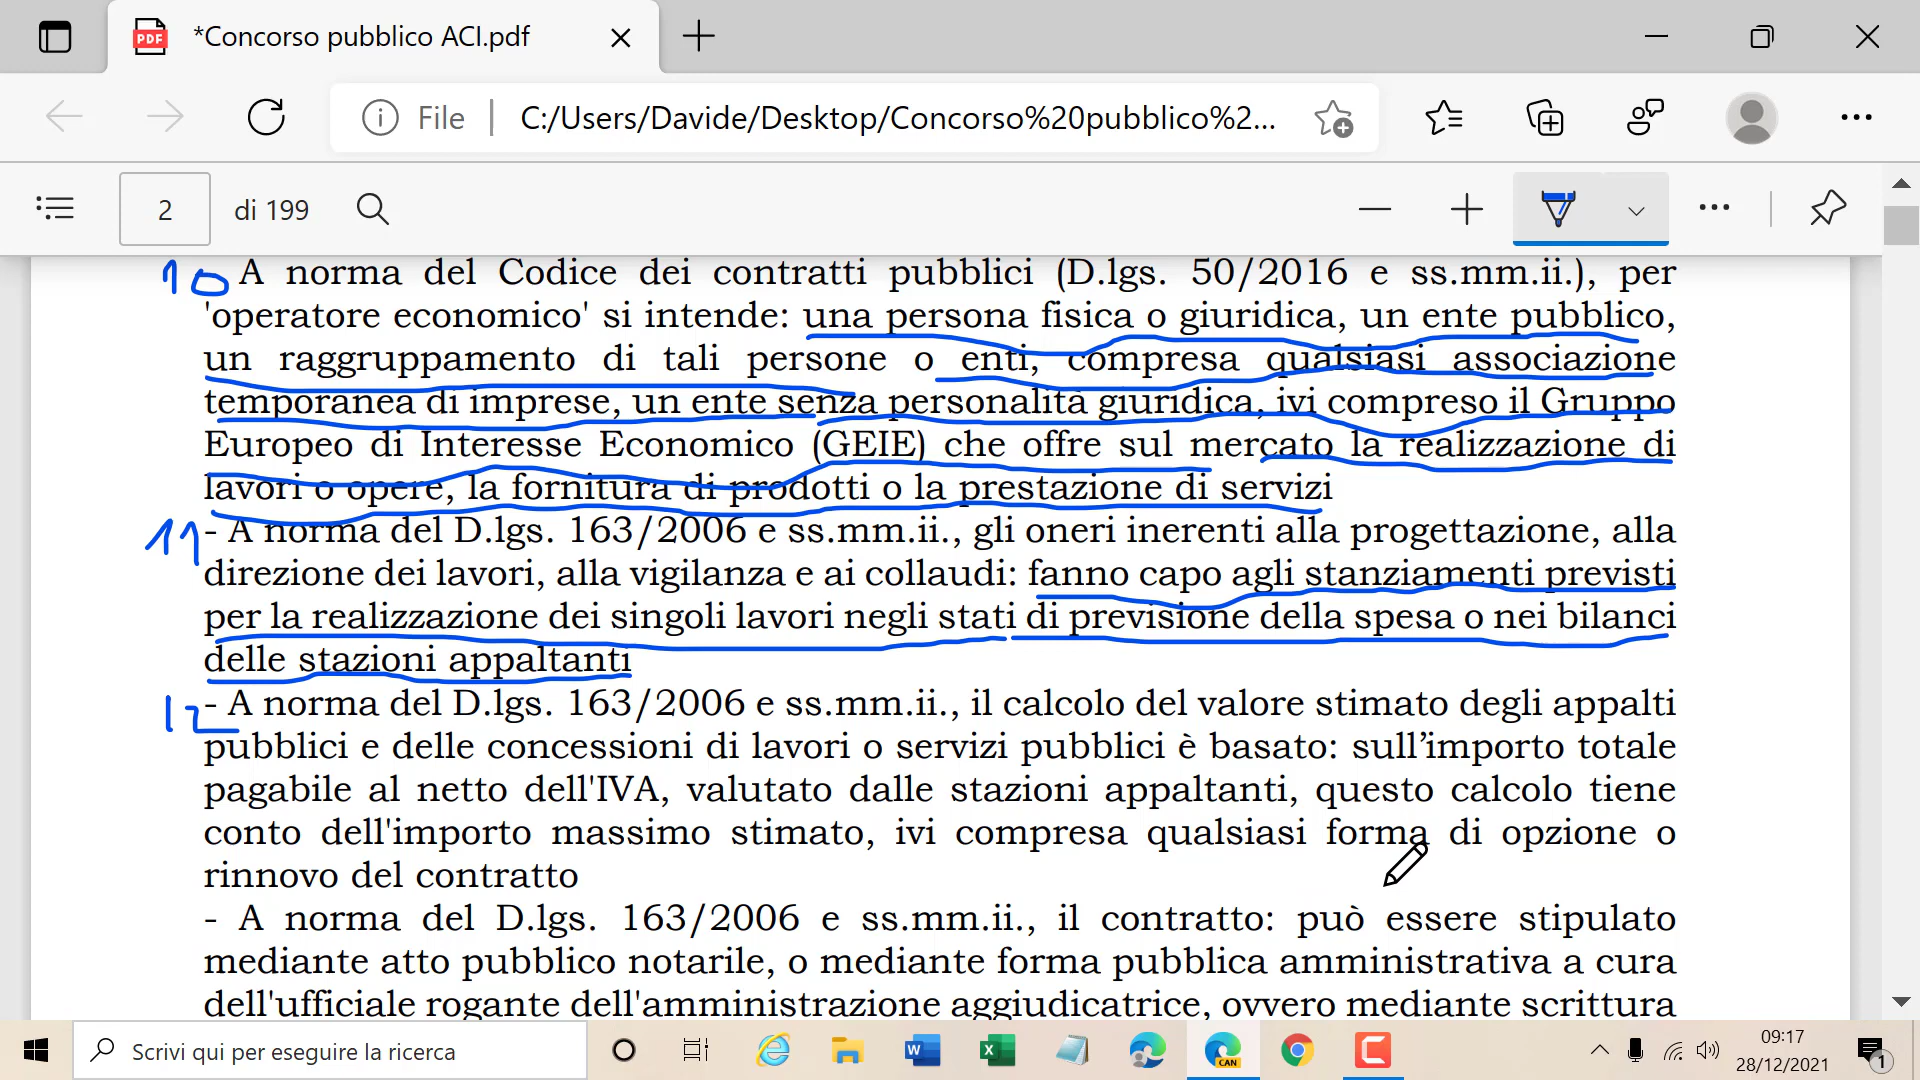 *Concorso pubblico ACI.pdf
File
C:/Users/Davide/Desktop/Concorso%20pubblico%2...
2
di 199
10 A norma del Codice dei contratti pubblici (D.lgs. 50/2016 e ss.mm.ii.), per
'operatore economico' si intende: una persona fisica o giuridica, un ente pubblico,
un raggruppamento di tali persone o enti, compresa qualsiasi associazione
temporanea di imprese, un ente senza personalità giuridica, ivi compreso il Gruppo
Europeo di Interesse Economico (GEIE) che offre sul mercato la realizzazione di
lavori o opere, la fornitura di prodotti o la prestazione di servizi
11 - A norma del D.lgs. 163/2006 e ss.mm.ii., gli oneri inerenti alla progettazione, alla
direzione dei lavori, alla vigilanza e ai collaudi: fanno capo agli stanziamenti previsti
per la realizzazione dei singoli lavori negli stati di previsione della spesa o nei bilanci
delle stazioni appaltanti
12 - A norma del D.lgs. 163/2006 e ss.mm.ii., il calcolo del valore stimato degli appalti
pubblici e delle concessioni di lavori o servizi pubblici è basato: sull’importo totale
pagabile al netto dell'IVA, valutato dalle stazioni appaltanti, questo calcolo tiene
conto dell'importo massimo stimato, ivi compresa qualsiasi forma di opzione o
rinnovo del contratto
- A norma del D.lgs. 163/2006 e ss.mm.ii., il contratto: può essere stipulato
mediante atto pubblico notarile, o mediante forma pubblica amministrativa a cura
dell'ufficiale rogante dell'amministrazione aggiudicatrice, ovvero mediante scrittura
Scrivi qui per eseguire la ricerca
CAN
09:17
28/12/2021
1